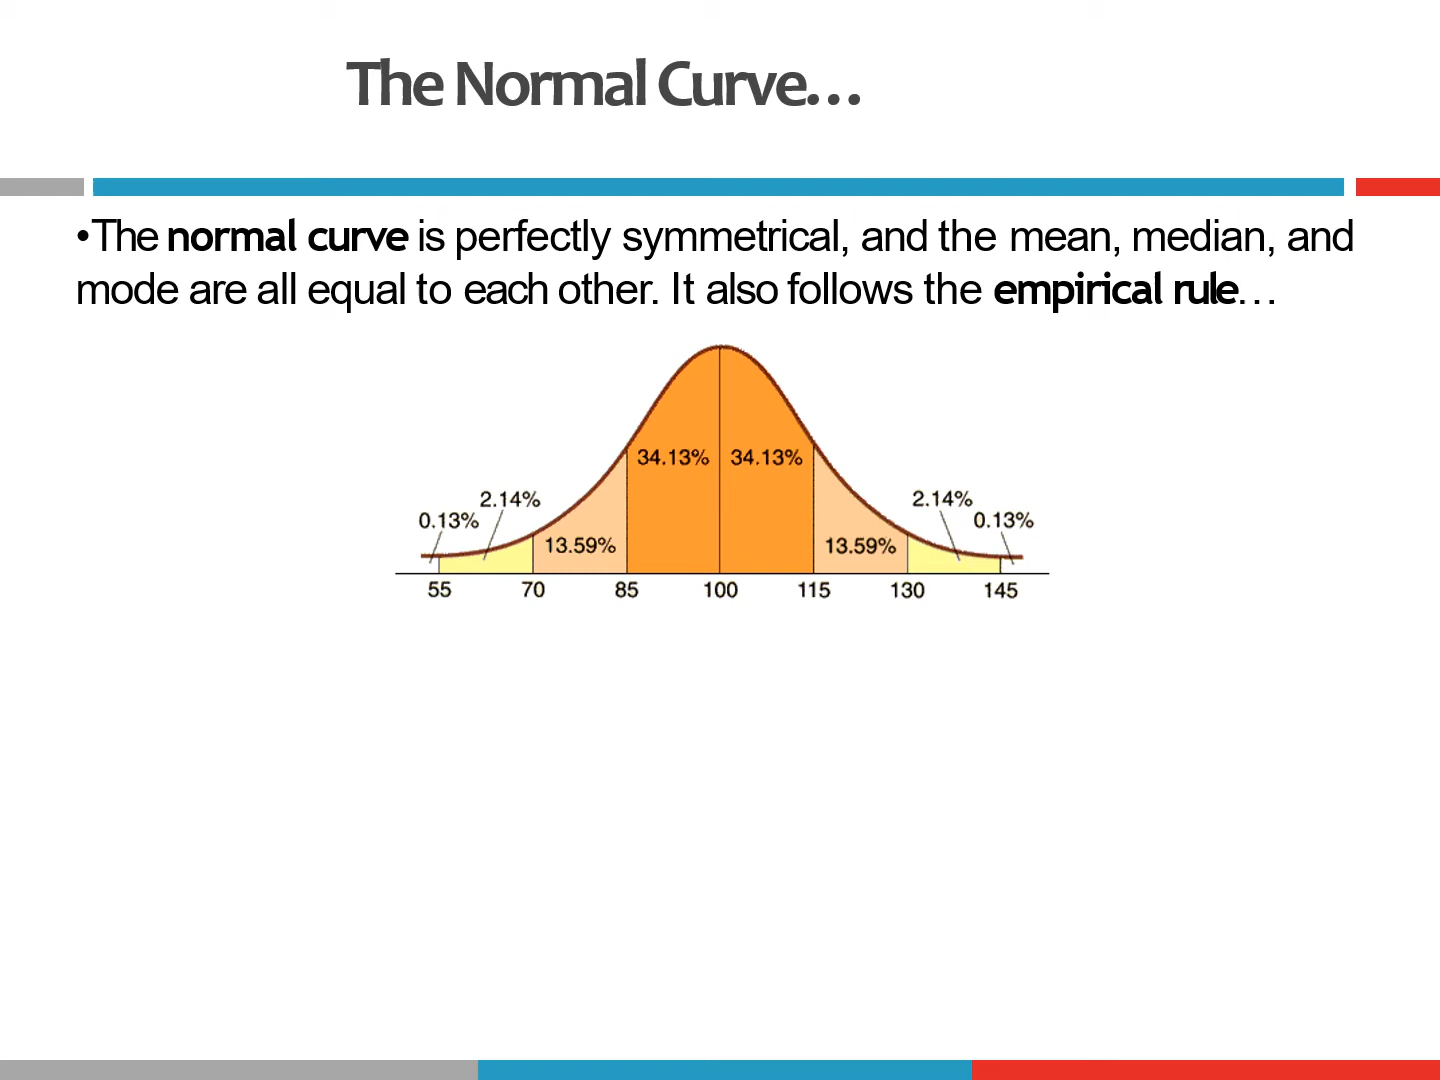 The Normal Curve…
•The normal curve is perfectly symmetrical, and the mean, median, and
mode are all equal to each other. It also follows the empirical rule…
34.13% 34.13%
2.14% 2.14%
0.13% 0.13%
13.59% 13.59%
55 70 85 100 115 130 145